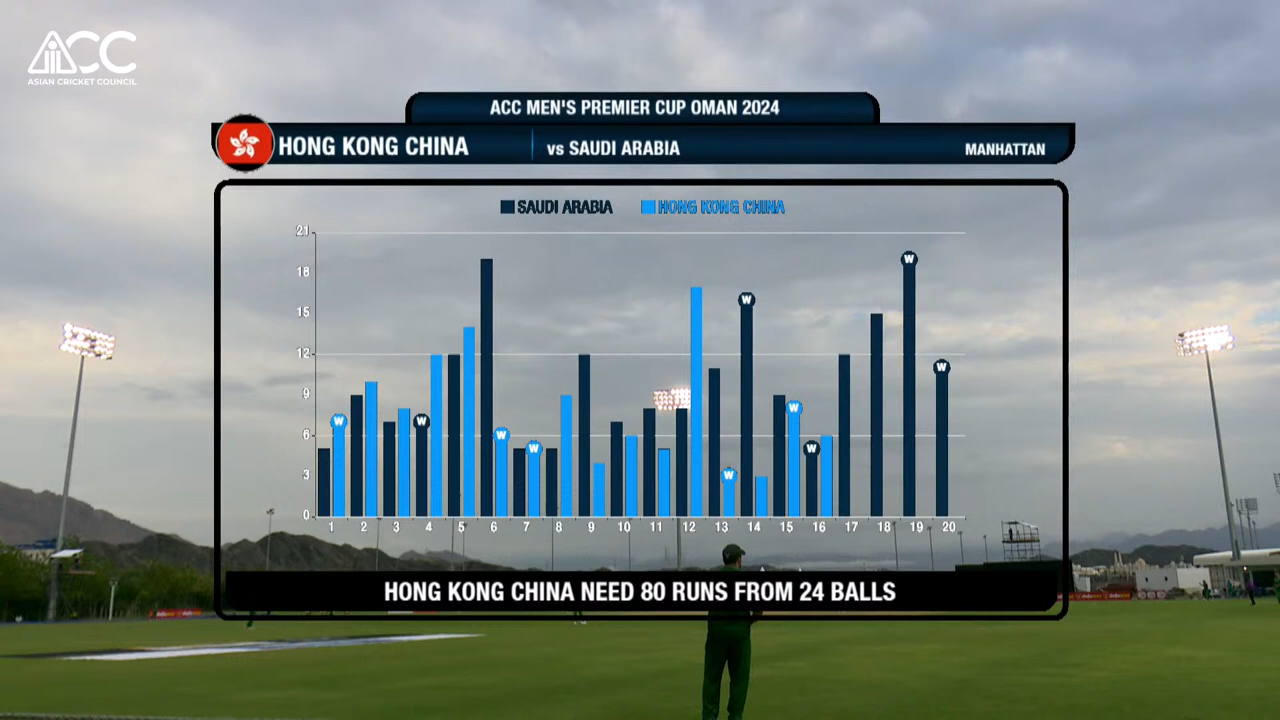 ACC
ASIAN CRICKET COUNCIL
ACC MEN'S PREMIER CUP OMAN 2024
HONG KONG CHINA vs SAUDI ARABIA MANHATTAN
SAUDI ARABIA HONG KONG CHINA
21
18
15
12
9
6
3
0
W W W W W W W W W W W
1 2 3 4 5 6 7 8 9 10 11 12 13 14 15 16 17 18 19 20
HONG KONG CHINA NEED 80 RUNS FROM 24 BALLS